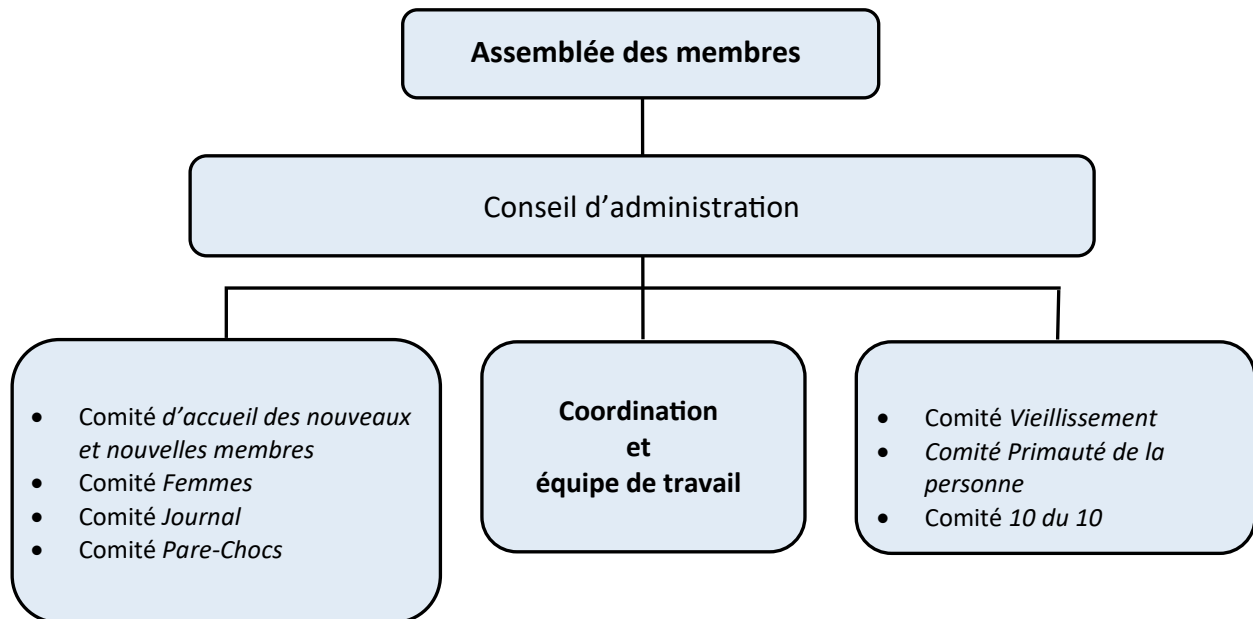 Assemblée des membres
Conseil d’administration
• Comité d’accueil des nouveaux
et nouvelles membres
• Comité Femmes
• Comité Journal
• Comité Pare-Chocs
Coordination
et
équipe de travail
• Comité Vieillissement
• Comité Primauté de la
personne
• Comité 10 du 10